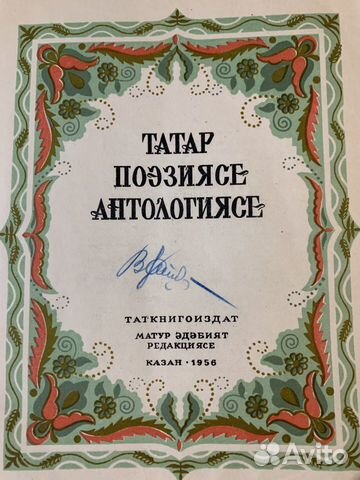 ТАТАР
ПОЭЗИЯСЕ
АНТОЛОГИЯСЕ
ТАТКНИГОИЗДАТ
МАТУР ӘДӘБИЯТ
РЕДАКЦИЯСЕ
КАЗАН · 1956
Avito